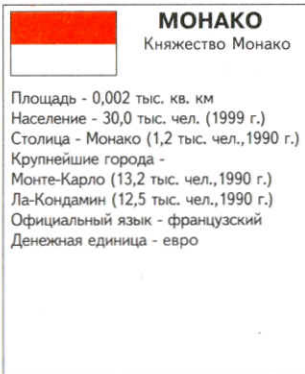 МОНАКО
Княжество Монако
Площадь - 0,002 тыс. кв. км
Население - 30,0 тыс. чел. (1999 г.)
Столица - Монако (1,2 тыс. чел.,1990 г.)
Крупнейшие города -
Монте-Карло (13,2 тыс. чел.,1990 г.)
Ла-Кондамин (12,5 тыс. чел.,1990 г.)
Официальный язык - французский
Денежная единица - евро